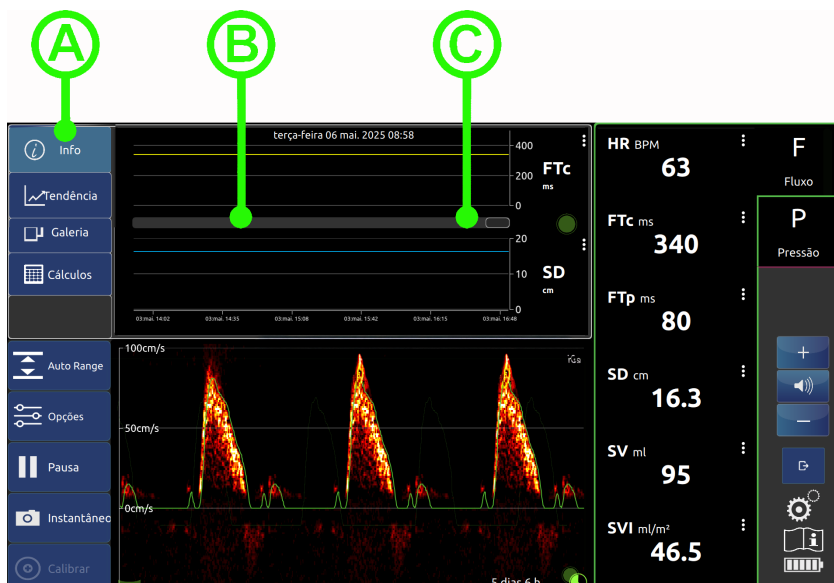 A
B
C
Info
Tendência
Galeria
Cálculos
Auto Range
Opções
Pausa
Instantâneo
Calibrar
terça-feira 06 mai. 2025 08:58
400
200
0
FTc
ms
20
10
0
SD
cm
03:mai. 14:02
03:mai. 14:35
03:mai. 15:08
03:mai. 15:42
03:mai. 16:15
03:mai. 16:48
100cm/s
50cm/s
0cm/s
5 dias 6 h
HR BPM
63
FTc ms
340
FTp ms
80
SD cm
16.3
SV ml
95
SVI ml/m²
46.5
F
Fluxo
P
Pressão